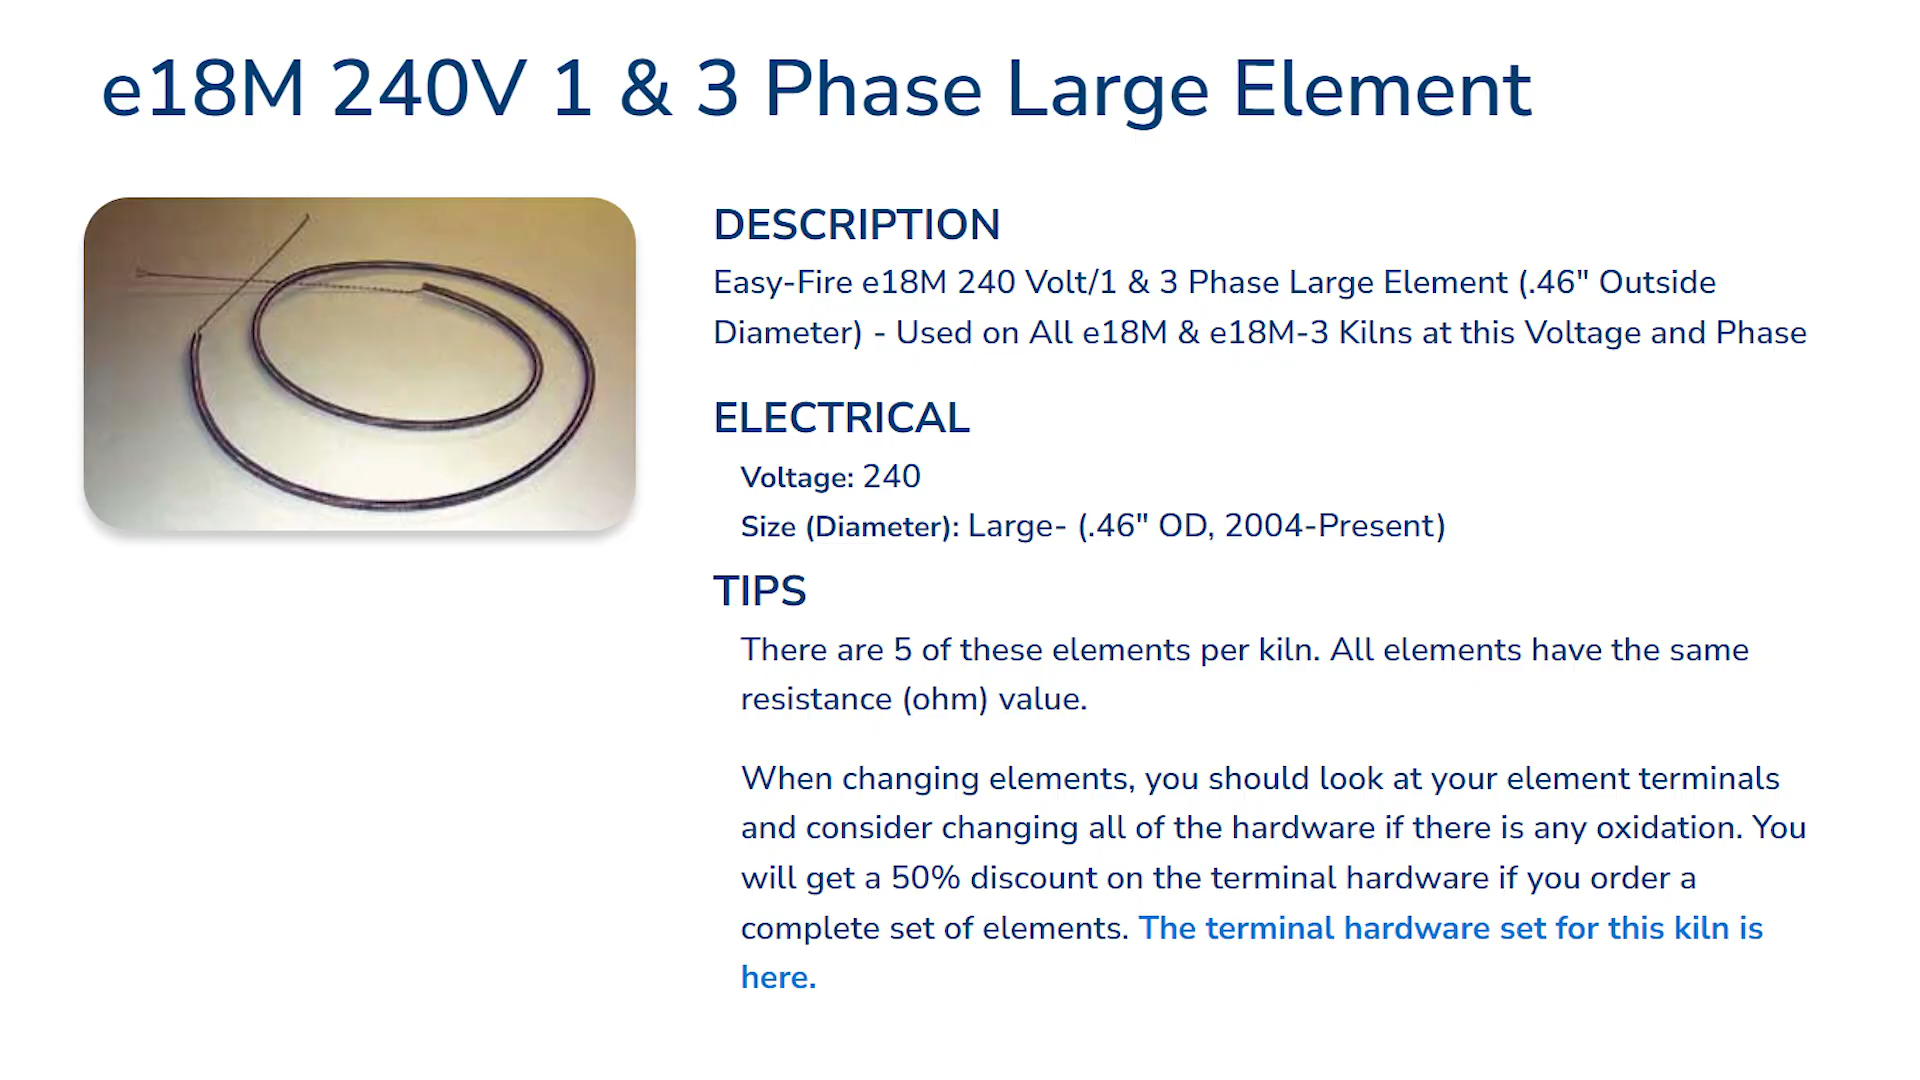 e18M 240V 1 & 3 Phase Large Element
DESCRIPTION
Easy-Fire e18M 240 Volt/1 & 3 Phase Large Element (.46" Outside
Diameter) - Used on All e18M & e18M-3 Kilns at this Voltage and Phase
ELECTRICAL
Voltage: 240
Size (Diameter): Large- (.46" OD, 2004-Present)
TIPS
There are 5 of these elements per kiln. All elements have the same
resistance (ohm) value.
When changing elements, you should look at your element terminals
and consider changing all of the hardware if there is any oxidation. You
will get a 50% discount on the terminal hardware if you order a
complete set of elements. The terminal hardware set for this kiln is
here.